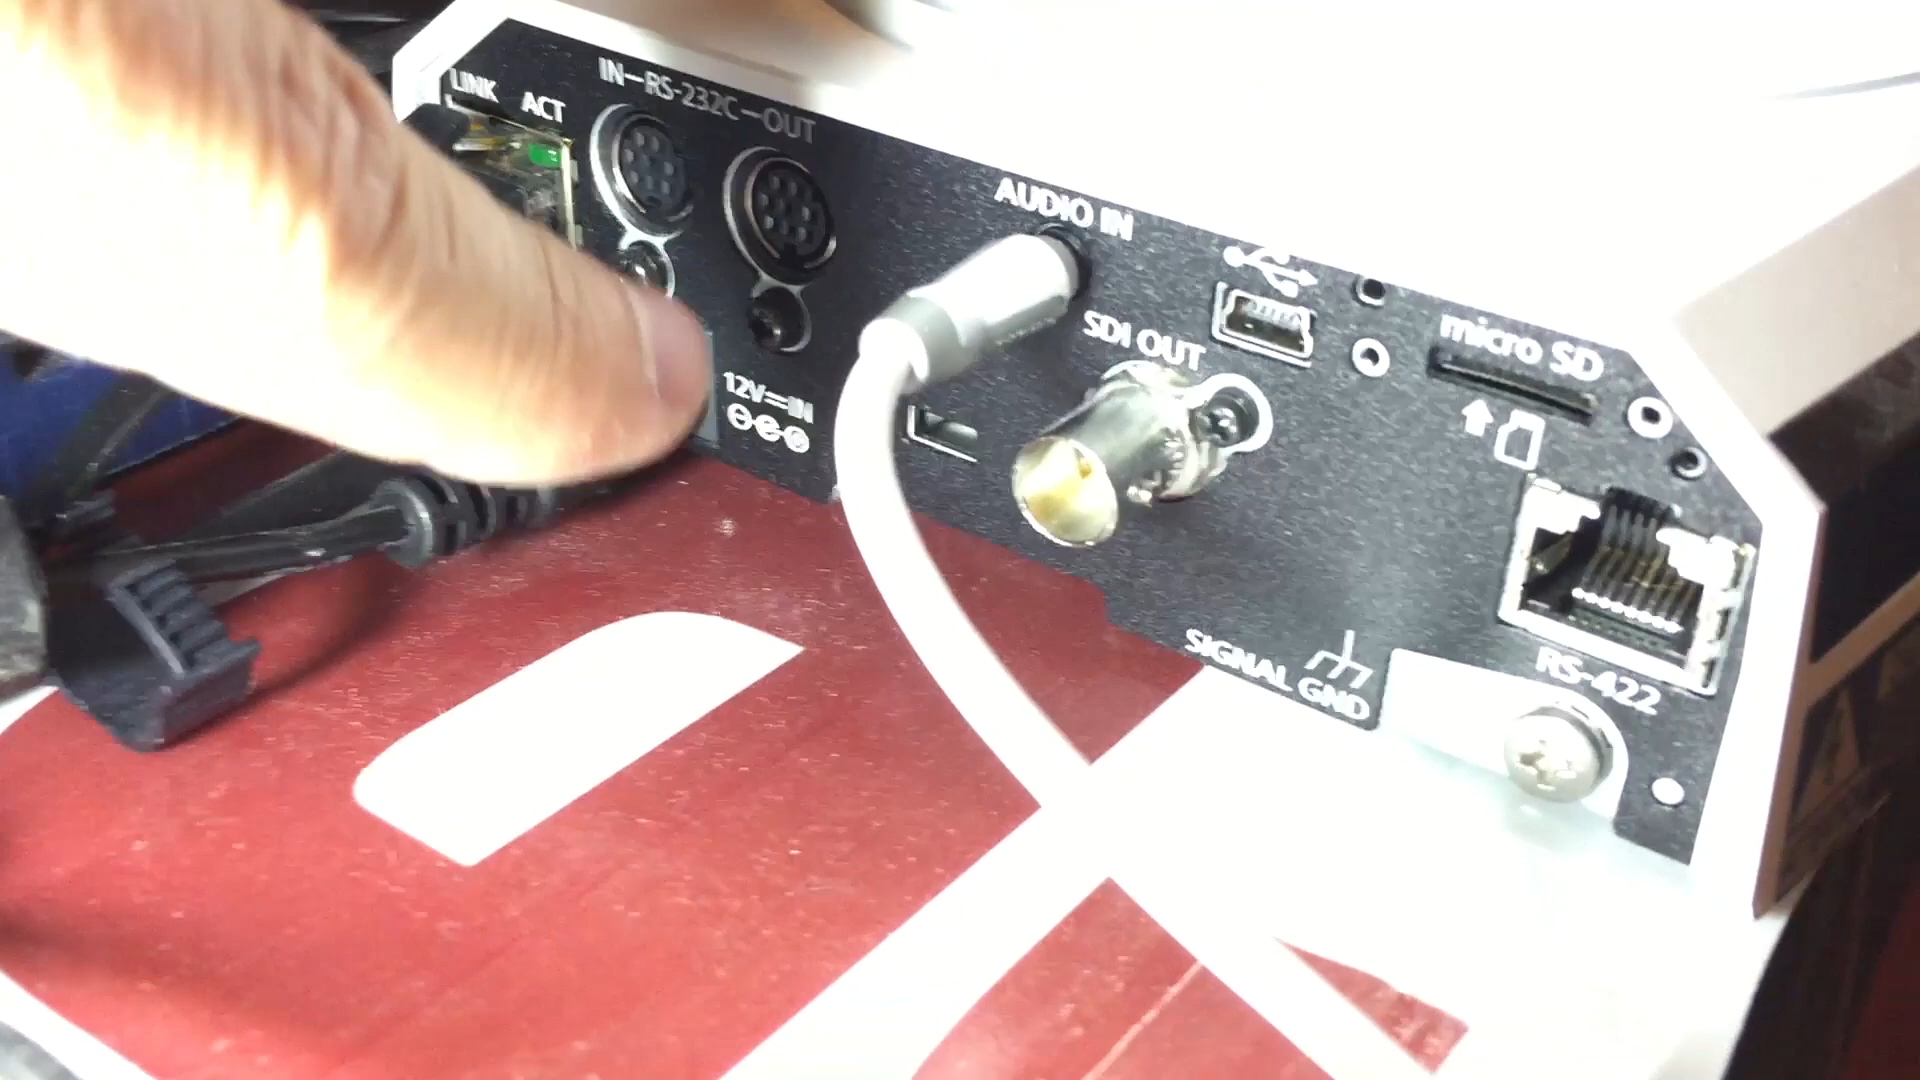 LINK ACT
IN–RS-232C–OUT
AUDIO IN
12V⎓IN
SDI OUT
micro SD
SIGNAL GND
RS-422